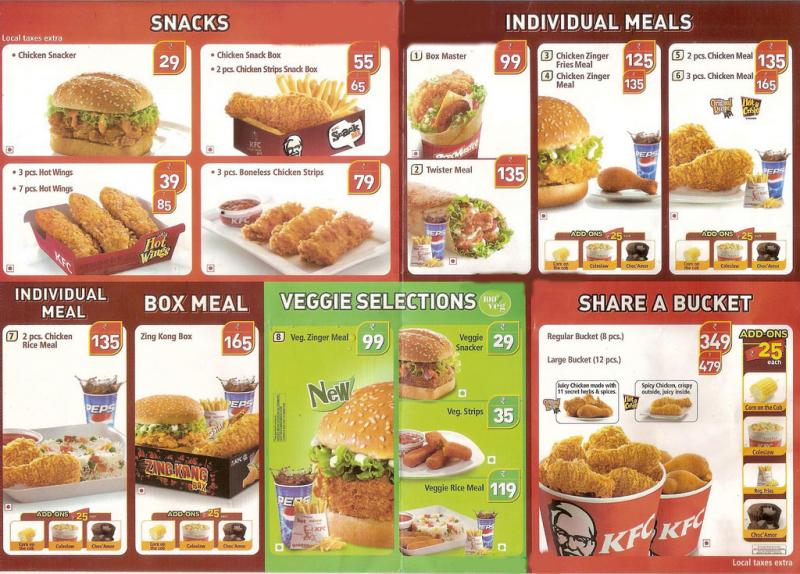 SNACKS
Local taxes extra
• Chicken Snacker
₹
29
• Chicken Snack Box
• 2 pcs. Chicken Strips Snack Box
₹
55
65
KFC
Snack
BOX
• 3 pcs. Hot Wings
• 7 pcs. Hot Wings
₹
39
85
KFC
Hot
Wings
• 3 pcs. Boneless Chicken Strips
₹
79
KFC
INDIVIDUAL MEALS
1 Box Master
₹
99
BoxMaster
2 Twister Meal
₹
135
PEPSI
3 Chicken Zinger
Fries Meal
4 Chicken Zinger
Meal
₹
125
135
PEPSI
ADD-ONS ₹25 each
Corn on
the cob
Coleslaw
Choc'Amor
5 2 pcs. Chicken Meal
6 3 pcs. Chicken Meal
₹
135
165
Original
Recipe
Hot &
Crispy
PEPSI
ADD-ONS ₹25 each
Corn on
the cob
Coleslaw
Choc'Amor
INDIVIDUAL
MEAL
7 2 pcs. Chicken
Rice Meal
₹
135
PEPSI
ADD-ONS ₹25 each
Corn on
the cob
Coleslaw
Choc'Amor
BOX MEAL
Zing Kong Box
₹
165
PEPSI
ZING KONG
BOX
KFC
ADD-ONS ₹25 each
Corn on
the cob
Coleslaw
Choc'Amor
VEGGIE SELECTIONS
100%
veg
8 Veg. Zinger Meal
₹
99
New
PEPSI
Veggie
Snacker
₹
29
Veg. Strips
₹
35
Veggie Rice Meal
₹
119
PEPSI
SHARE A BUCKET
Regular Bucket (8 pcs.)
Large Bucket (12 pcs.)
₹
349
479
Juicy Chicken made with
11 secret herbs & spices.
Spicy Chicken, crispy
outside, juicy inside.
Hot &
Crispy
KFC
KFC
ADD-ONS
₹
25
each
Corn on the Cob
Coleslaw
Reg. Fries
Choc'Amor
Local taxes extra